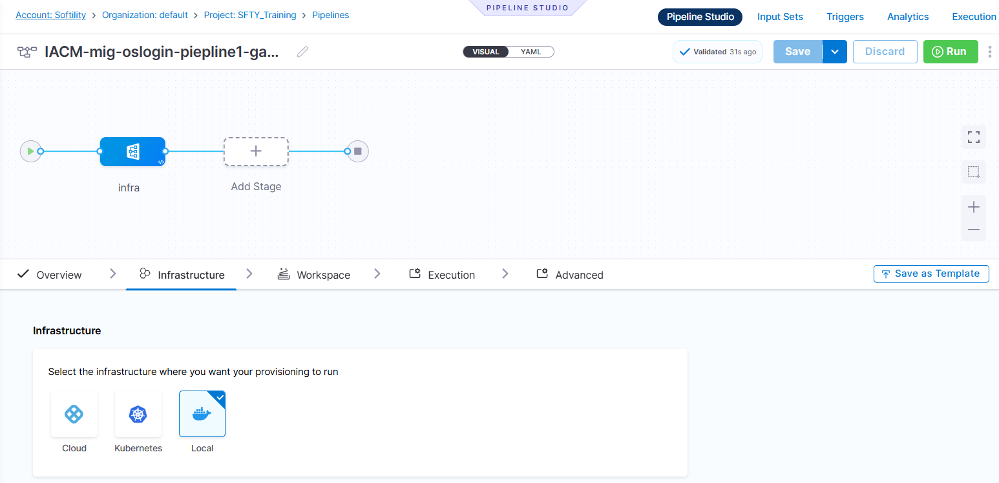 Account: Softility > Organization: default > Project: SFTY_Training > Pipelines
PIPELINE STUDIO
Pipeline Studio Input Sets Triggers Analytics Execution
IACM-mig-oslogin-piepline1-ga...
VISUAL YAML
Validated 31s ago
Save Discard Run
</>
infra
Add Stage
Overview Infrastructure Workspace Execution Advanced
Save as Template
Infrastructure
Select the infrastructure where you want your provisioning to run
Cloud Kubernetes Local